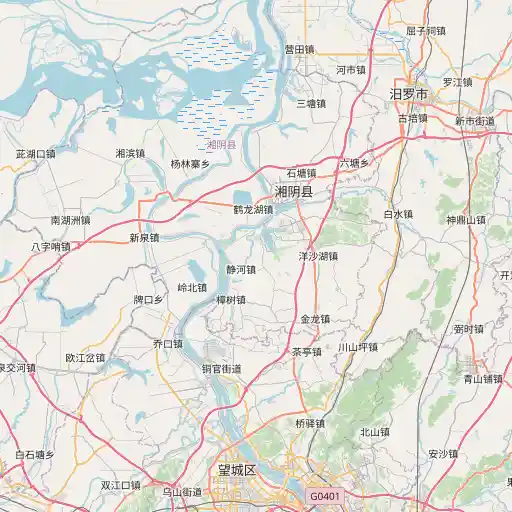 屈子祠镇
营田镇
河市镇
罗江镇
汨罗市
三塘镇
古培镇
新市街道
湘阴县
茈湖口镇
湘滨镇
杨林寨乡
六塘乡
石塘镇
湘阴县
鹤龙湖镇
白水镇
南湖洲镇
神鼎山镇
新泉镇
八字哨镇
洋沙湖镇
静河镇
岭北镇
牌口乡
樟树镇
金龙镇
弼时镇
乔口镇
川山坪镇
茶亭镇
欧江岔镇
泉交河镇
铜官街道
青山铺镇
桥驿镇
北山镇
白石塘乡
安沙镇
望城区
双江口镇
乌山街道
G0401